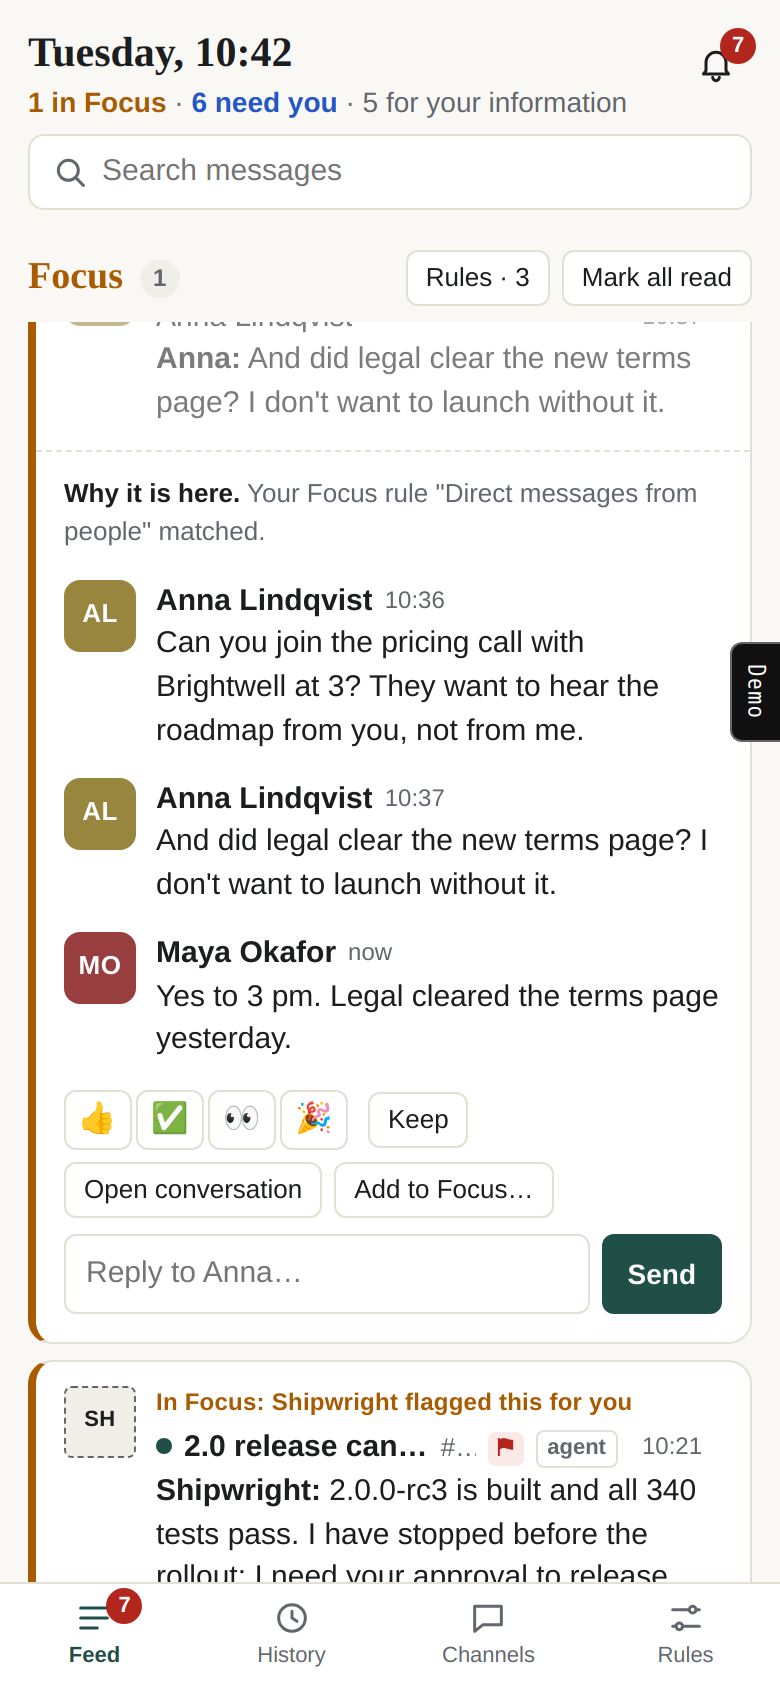 Tuesday, 10:42
7
1 in Focus · 6 need you · 5 for your information
Search messages
Focus 1 Rules · 3 Mark all read
Anna Lindqvist
Anna: And did legal clear the new terms
page? I don't want to launch without it.
Why it is here. Your Focus rule "Direct messages from
people" matched.
AL Anna Lindqvist 10:36
Can you join the pricing call with
Brightwell at 3? They want to hear the
roadmap from you, not from me.
Demo
AL Anna Lindqvist 10:37
And did legal clear the new terms page? I
don't want to launch without it.
MO Maya Okafor now
Yes to 3 pm. Legal cleared the terms page
yesterday.
Keep
Open conversation Add to Focus…
Reply to Anna… Send
SH In Focus: Shipwright flagged this for you
2.0 release can… #… agent 10:21
Shipwright: 2.0.0-rc3 is built and all 340
tests pass. I have stopped before the
rollout: I need your approval to release
7
Feed History Channels Rules